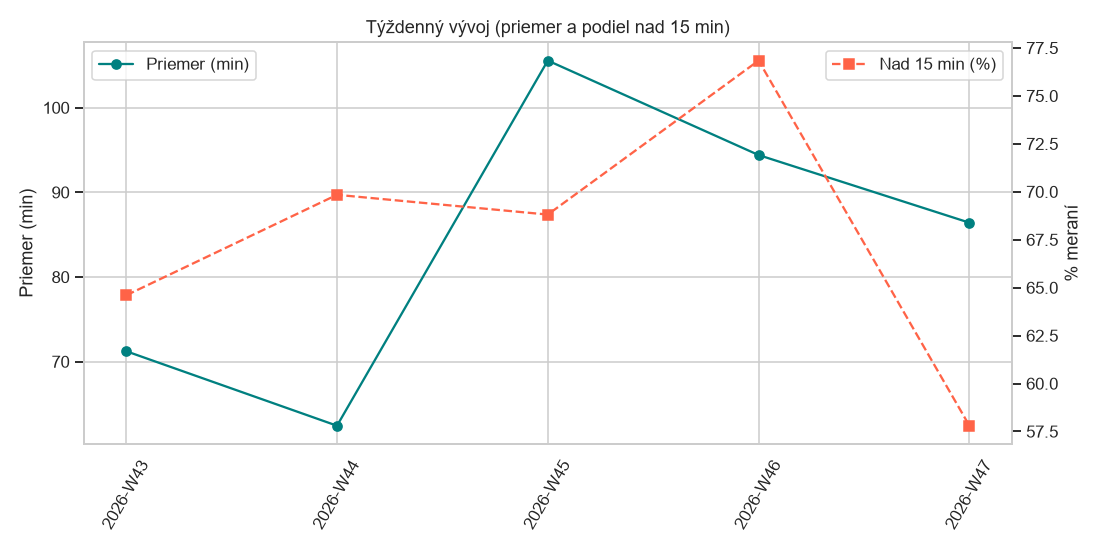 Týždenný vývoj (priemer a podiel nad 15 min)
Priemer (min)
Nad 15 min (%)
Priemer (min)
100
90
80
70
77.5
75.0
72.5
70.0
67.5
65.0
62.5
60.0
57.5
% meraní
2026-W43
2026-W44
2026-W45
2026-W46
2026-W47